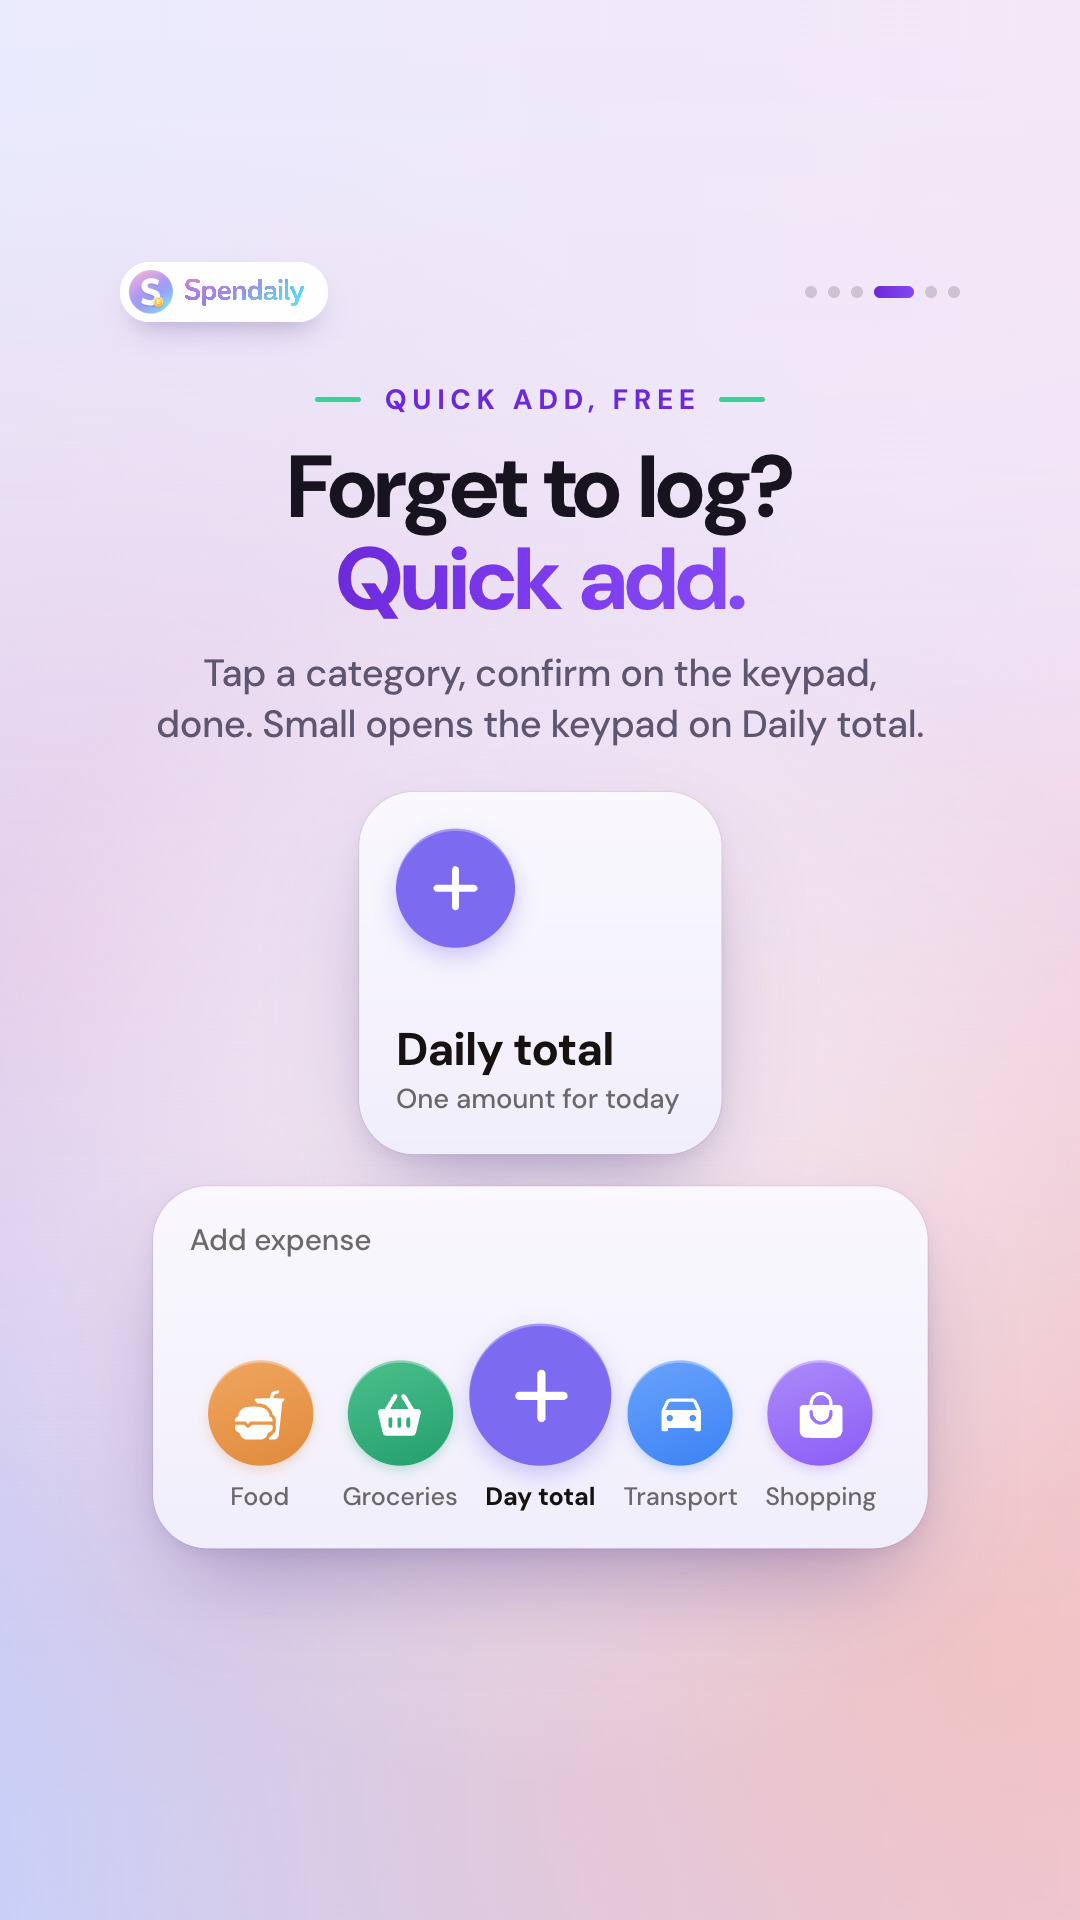 Spendaily
QUICK ADD, FREE
Forget to log?
Quick add.
Tap a category, confirm on the keypad,
done. Small opens the keypad on Daily total.
Daily total
One amount for today
Add expense
Food
Groceries
Day total
Transport
Shopping